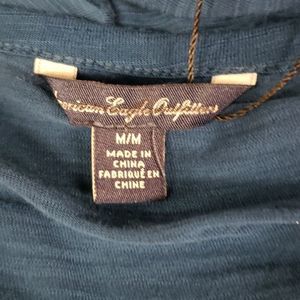 American Eagle Outfitters
M/M
MADE IN
CHINA
FABRIQUÉ EN
CHINE